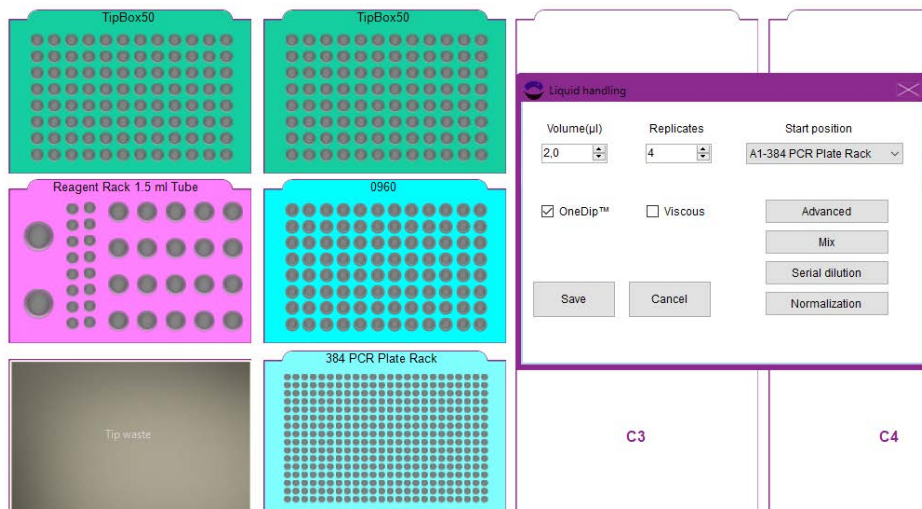 TipBox50
TipBox50
Liquid handling
Volume(µl)
Replicates
Start position
2,0
4
A1-384 PCR Plate Rack
Reagent Rack 1.5 ml Tube
0960
OneDip™
Viscous
Advanced
Mix
Serial dilution
Normalization
Save
Cancel
384 PCR Plate Rack
Tip waste
C3
C4